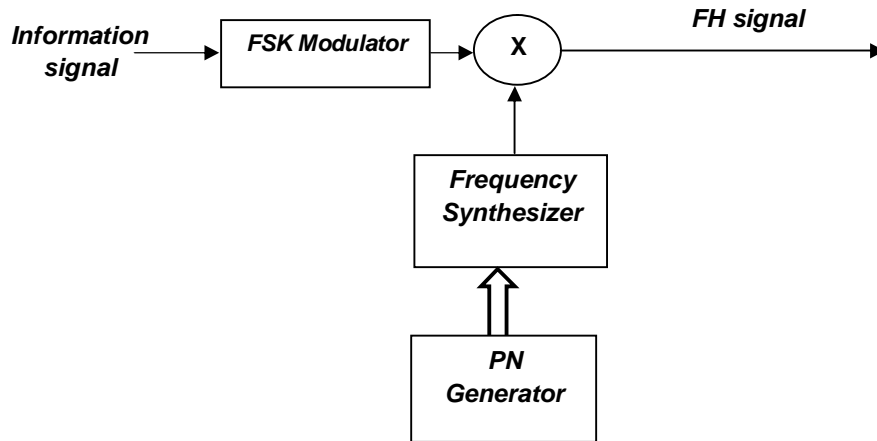 Information
signal
FSK Modulator
X
FH signal
Frequency
Synthesizer
PN
Generator